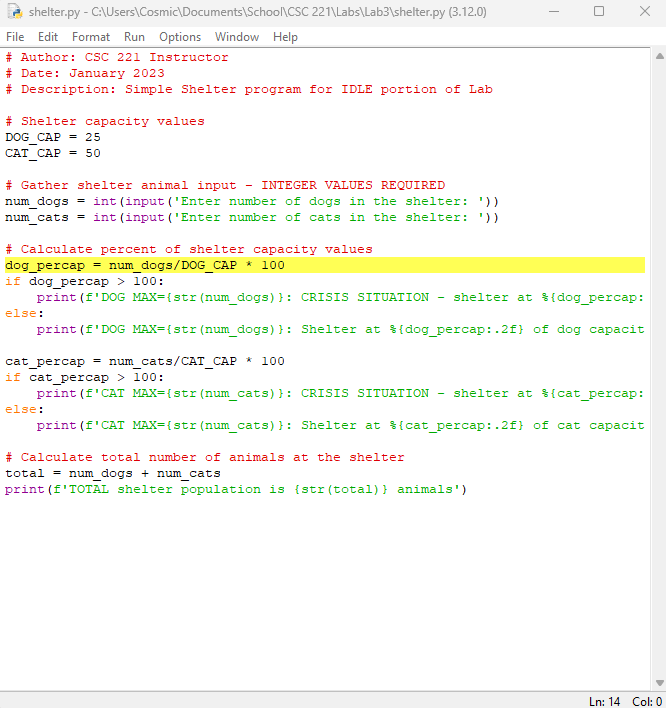 shelter.py - C:\Users\Cosmic\Documents\School\CSC 221\Labs\Lab3\shelter.py (3.12.0)
File Edit Format Run Options Window Help
# Author: CSC 221 Instructor
# Date: January 2023
# Description: Simple Shelter program for IDLE portion of Lab
# Shelter capacity values
DOG_CAP = 25
CAT_CAP = 50
# Gather shelter animal input - INTEGER VALUES REQUIRED
num_dogs = int(input('Enter number of dogs in the shelter: '))
num_cats = int(input('Enter number of cats in the shelter: '))
# Calculate percent of shelter capacity values
dog_percap = num_dogs/DOG_CAP * 100
if dog_percap > 100:
    print(f'DOG MAX={str(num_dogs)}: CRISIS SITUATION - shelter at %{dog_percap:
else:
    print(f'DOG MAX={str(num_dogs)}: Shelter at %{dog_percap:.2f} of dog capacit
cat_percap = num_cats/CAT_CAP * 100
if cat_percap > 100:
    print(f'CAT MAX={str(num_cats)}: CRISIS SITUATION - shelter at %{cat_percap:
else:
    print(f'CAT MAX={str(num_cats)}: Shelter at %{cat_percap:.2f} of cat capacit
# Calculate total number of animals at the shelter
total = num_dogs + num_cats
print(f'TOTAL shelter population is {str(total)} animals')
Ln: 14 Col: 0